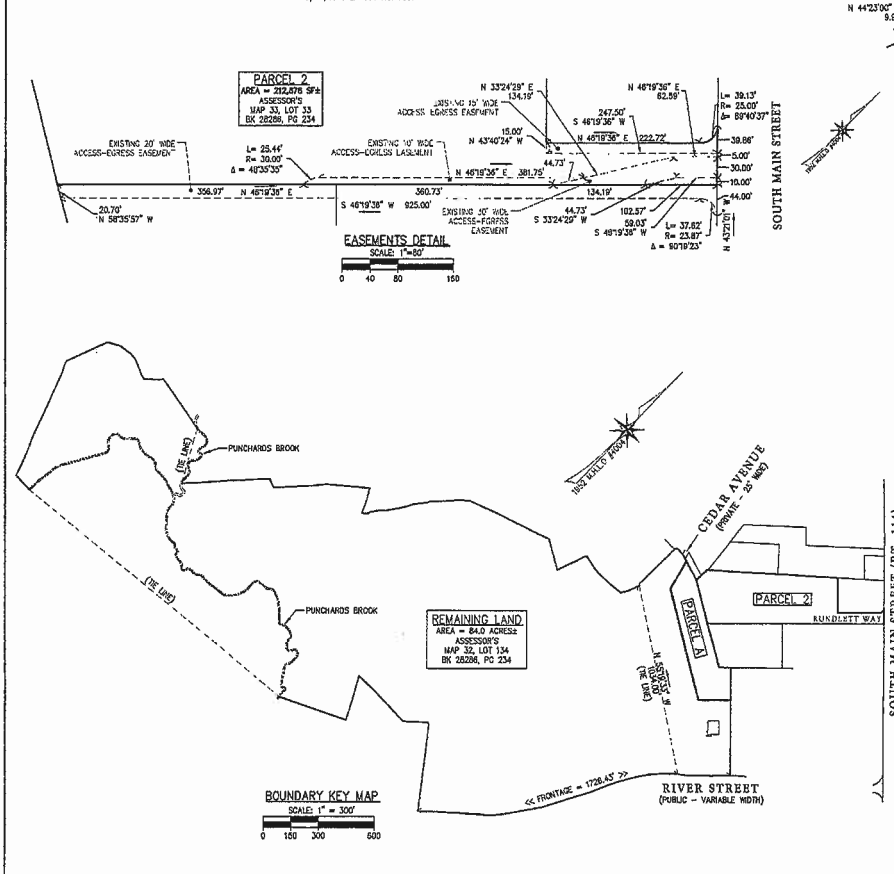 N 44°23'00"
PARCEL 2
AREA = 212,876 SF±
ASSESSOR'S
MAP 33, LOT 33
BK 28286, PG 234
EXISTING 20' WIDE
ACCESS-EGRESS EASEMENT
L= 25.44'
R= 30.00'
Δ = 48°35'35"
EXISTING 10' WIDE
ACCESS-EGRESS EASEMENT
EXISTING 15' WIDE
ACCESS EGRESS EASEMENT
N 33°24'29" E
134.19'
15.00'
N 43°40'24" W
247.50'
S 46°19'36" W
N 46°19'36" E 222.72'
N 46°19'36" E
62.59'
L= 39.13'
R= 25.00'
Δ= 89°40'37"
39.86'
5.00'
30.00'
10.00'
44.00'
N 43°21'01" W
SOUTH MAIN STREET
N 46°19'36" E 381.75'
44.73'
356.97'
N 46°19'36" E
360.73'
134.19'
20.70'
N 58°35'57" W
S 46°19'36" W 925.00'
EXISTING 30' WIDE
ACCESS-EGRESS
EASEMENT
44.73'
S 33°24'29" W
102.57'
59.03'
S 46°19'36" W
L= 37.62'
R= 23.87'
Δ = 90°19'23"
EASEMENTS DETAIL
SCALE: 1"=80'
0 40 80 160
PUNCHARDS BROOK
(TIE LINE)
(TIE LINE)
PUNCHARDS BROOK
CEDAR AVENUE
(PRIVATE - 25' WIDE)
PARCEL A
PARCEL 2
RUNDLETT WAY
REMAINING LAND
AREA = 84.0 ACRES±
ASSESSOR'S
MAP 32, LOT 134
BK 28286, PG 234
1034.00'
(TIE LINE)
<< FRONTAGE = 1726.43' >>
RIVER STREET
(PUBLIC - VARIABLE WIDTH)
BOUNDARY KEY MAP
SCALE: 1" = 300'
0 150 300 600